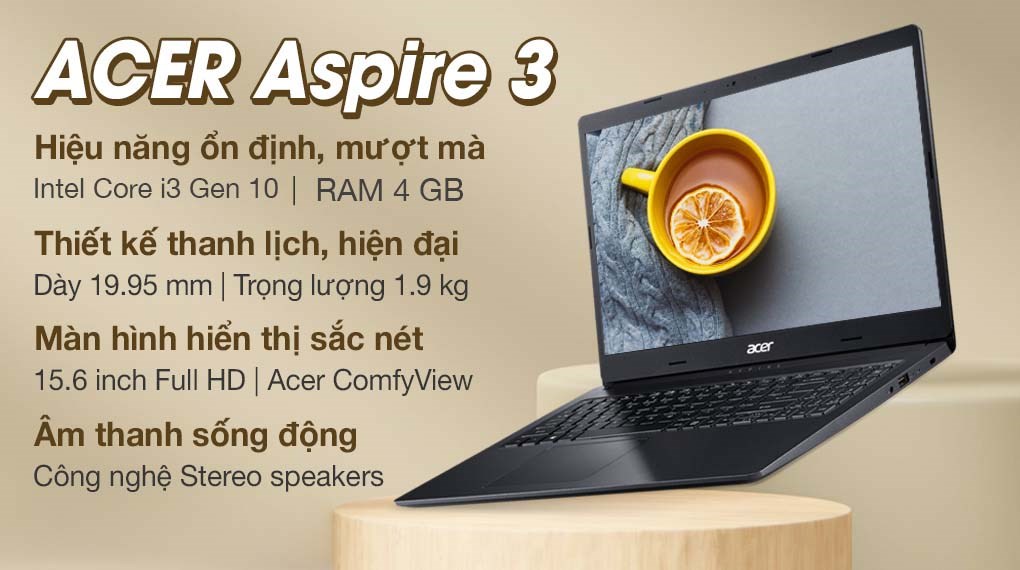 ACER Aspire 3
Hiệu năng ổn định, mượt mà
Intel Core i3 Gen 10 | RAM 4 GB
Thiết kế thanh lịch, hiện đại
Dày 19.95 mm | Trọng lượng 1.9 kg
Màn hình hiển thị sắc nét
15.6 inch Full HD | Acer ComfyView
Âm thanh sống động
Công nghệ Stereo speakers
acer
ASPIRE